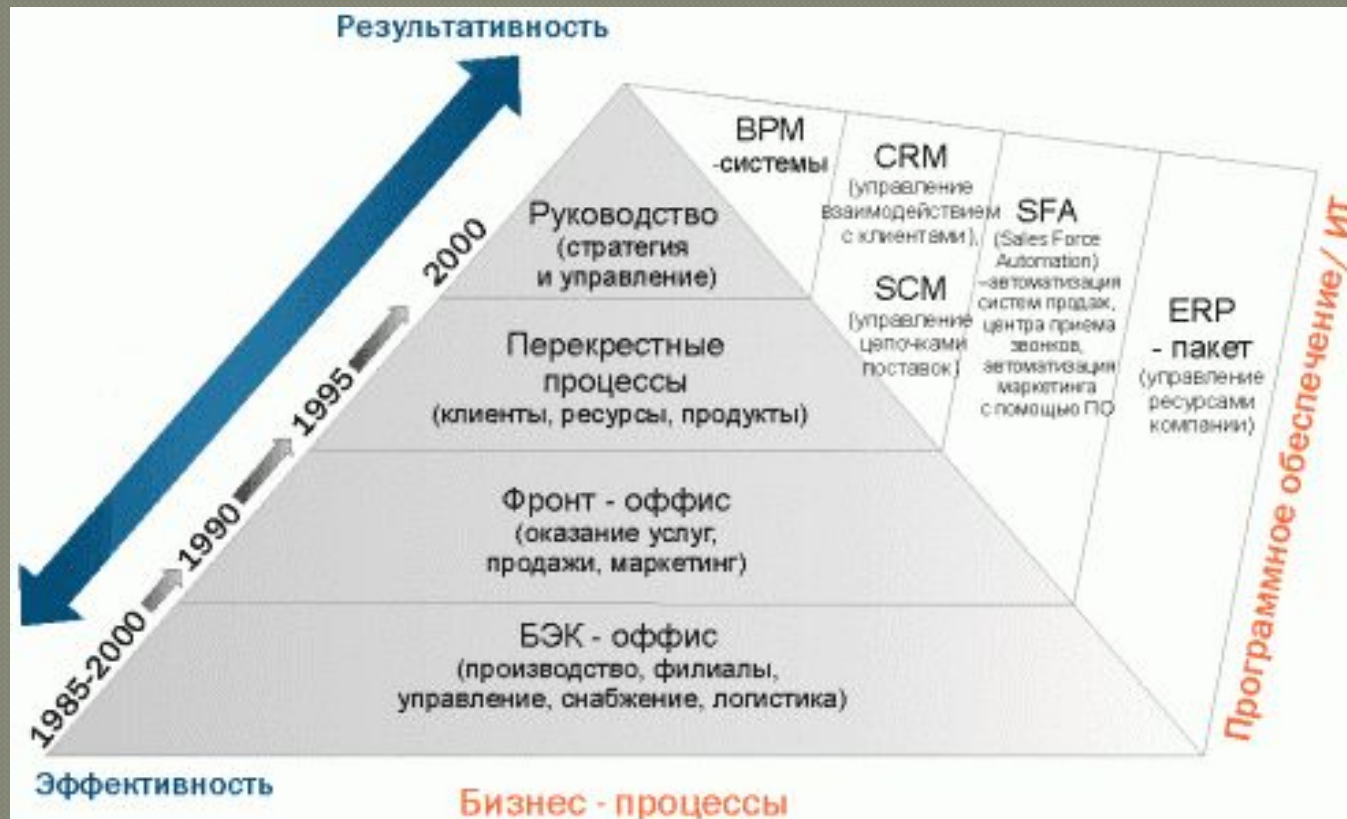 Результативность
BPM
-системы
CRM
(управление
взаимодействием
с клиентами),
SCM
(управление
цепочками
поставок)
SFA
(Sales Force
Automation)
–автоматизация
систем продаж,
центра приема
звонков,
автоматизация
маркетинга
с помощью ПО
ERP
- пакет
(управление
ресурсами
компании)
Программное обеспечение/ ИТ
Руководство
(стратегия
и управление)
2000
Перекрестные
процессы
(клиенты, ресурсы, продукты)
1995
Фронт - оффис
(оказание услуг,
продажи, маркетинг)
1990
БЭК - оффис
(производство, филиалы,
управление, снабжение, логистика)
1985-2000
Эффективность
Бизнес - процессы